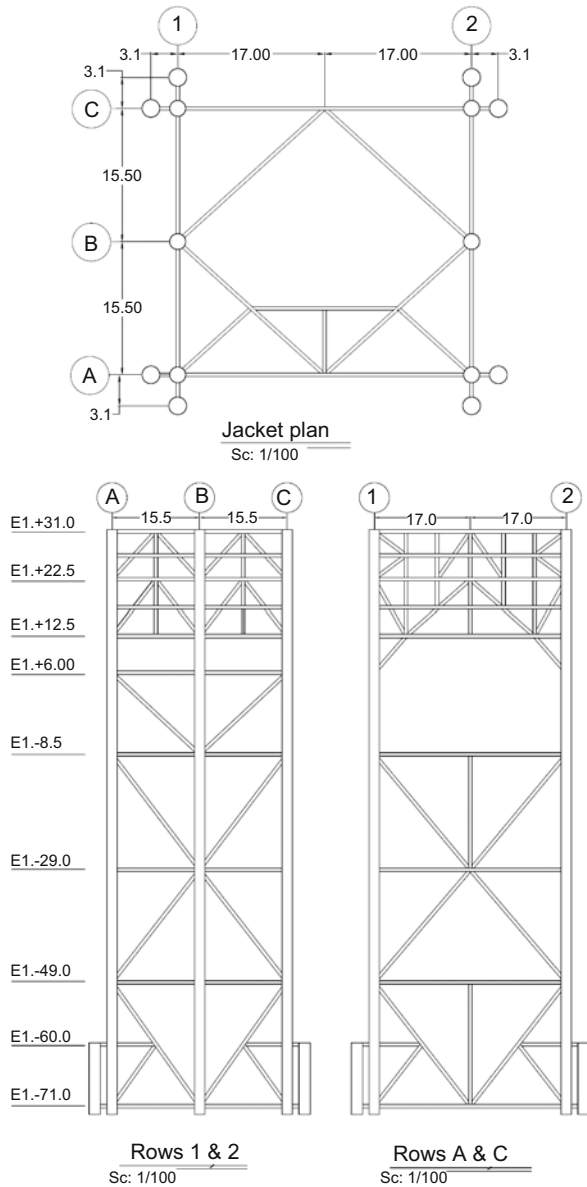 1
2
3.1
17.00
17.00
3.1
3.1
C
15.50
B
15.50
A
3.1
Jacket plan
Sc: 1/100
A
B
C
1
2
15.5
15.5
17.0
17.0
E1.+31.0
E1.+22.5
E1.+12.5
E1.+6.00
E1.-8.5
E1.-29.0
E1.-49.0
E1.-60.0
E1.-71.0
Rows 1 & 2
Sc: 1/100
Rows A & C
Sc: 1/100